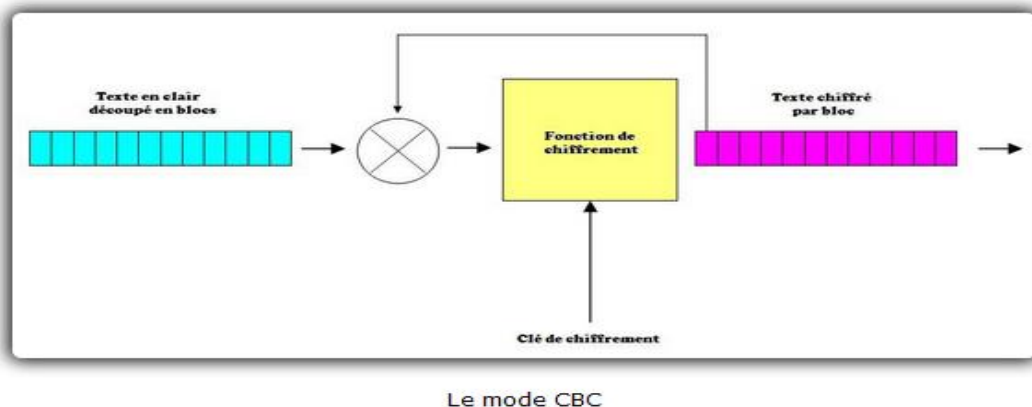 Texte en clair
découpé en blocs
Fonction de
chiffrement
Texte chiffré
par bloc
Clé de chiffrement
Le mode CBC